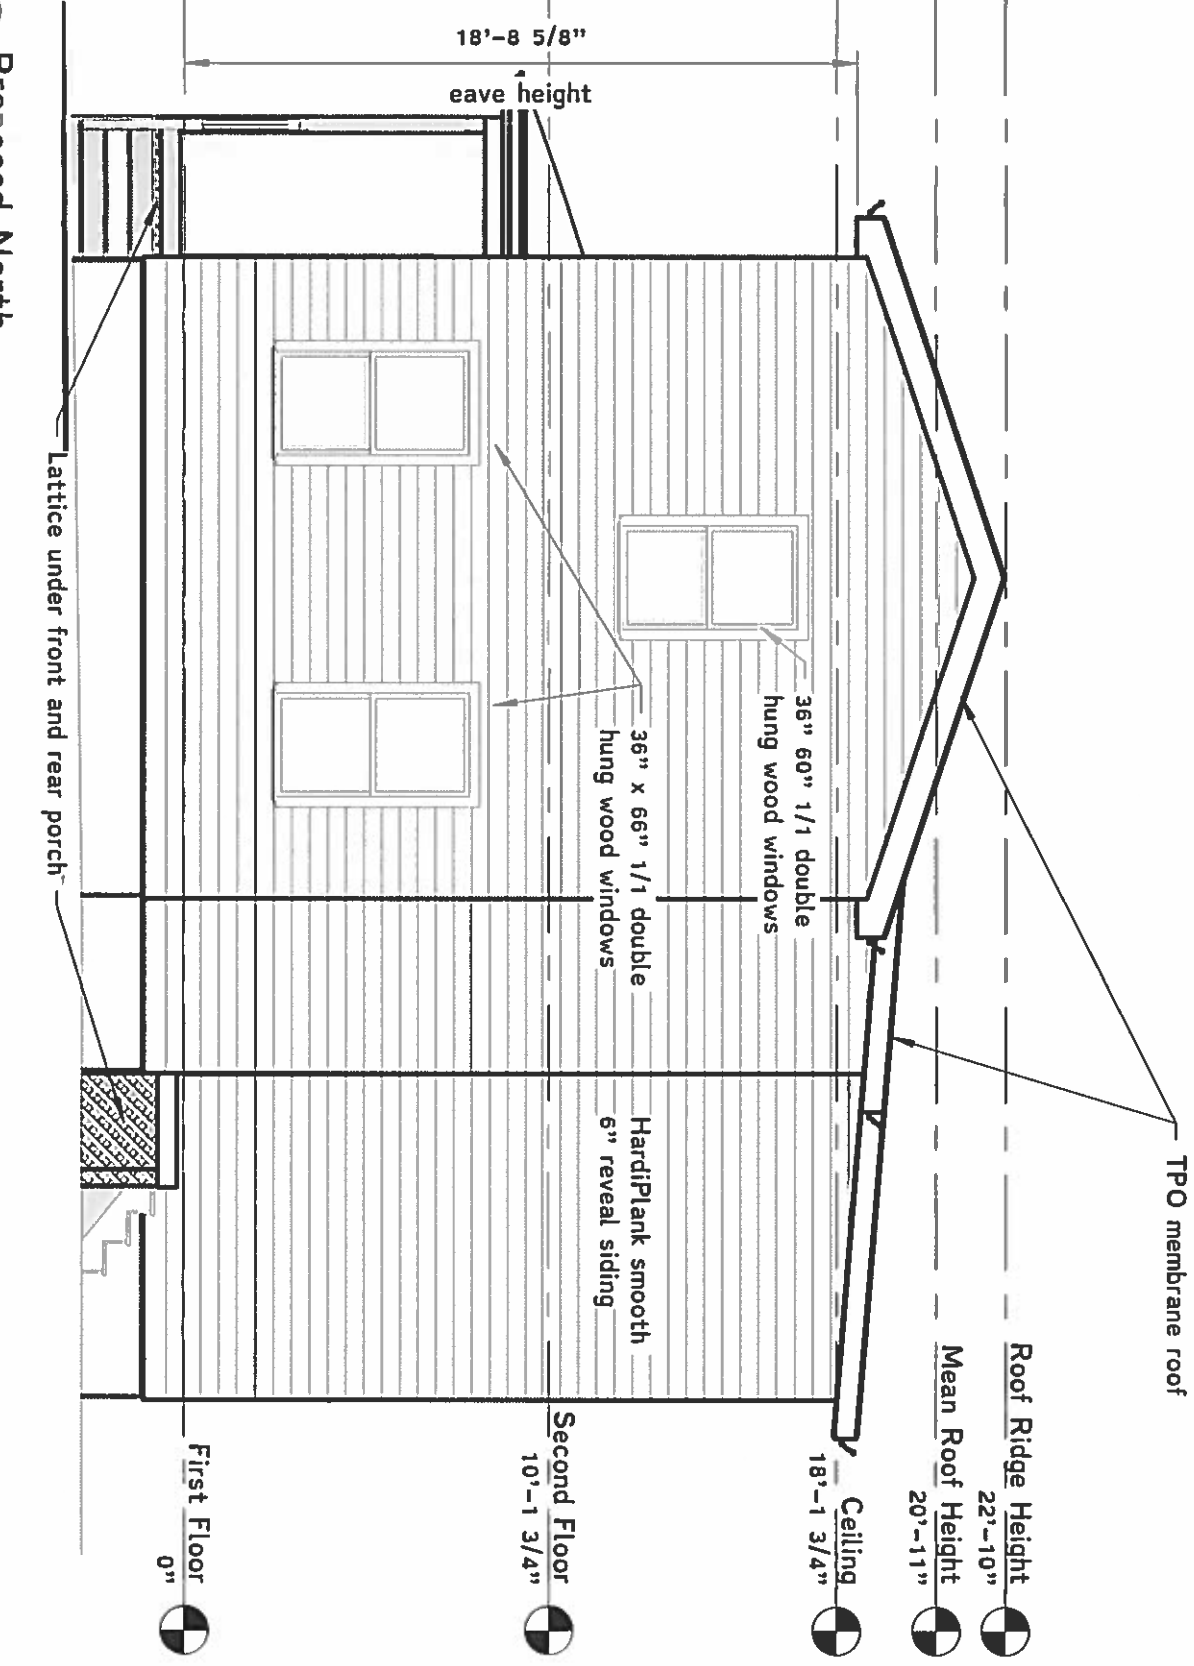 TPO membrane roof
Roof Ridge Height
22'-10"
Mean Roof Height
20'-11"
Ceiling
18'-1 3/4"
Second Floor
10'-1 3/4"
First Floor
0"
18'-8 5/8"
eave height
36" 60" 1/1 double
hung wood windows
36" x 66" 1/1 double
hung wood windows
HardiPlank smooth
6" reveal siding
Lattice under front and rear porch
Proposed North